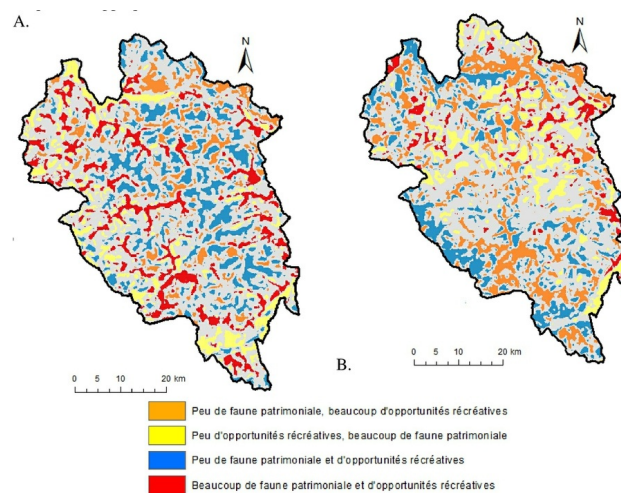 A.
N
N
0 5 10 20 km
B.
0 5 10 20 km
Peu de faune patrimoniale, beaucoup d'opportunités récréatives
Peu d'opportunités récréatives, beaucoup de faune patrimoniale
Peu de faune patrimoniale et d'opportunités récréatives
Beaucoup de faune patrimoniale et d'opportunités récréatives